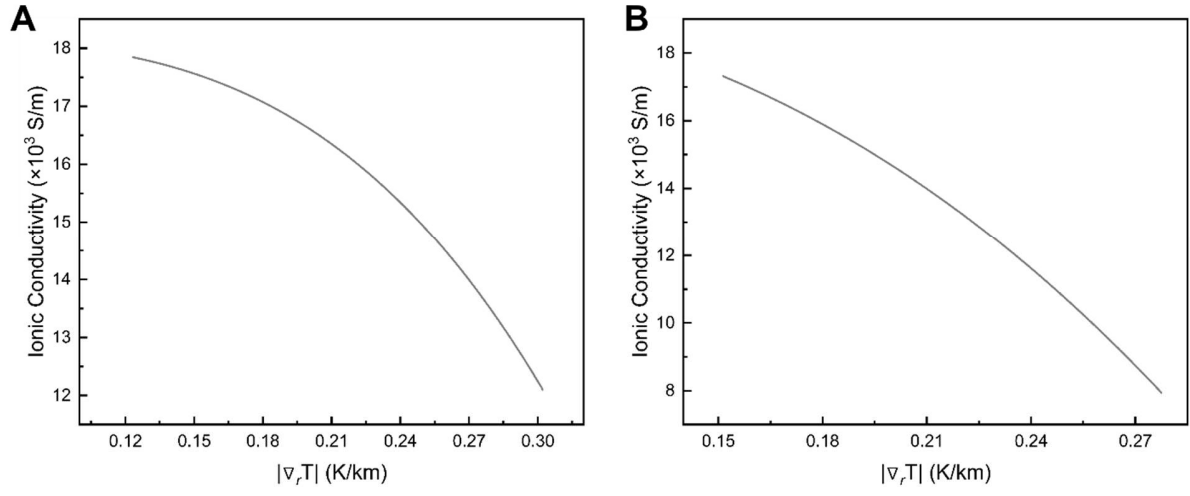 A
Ionic Conductivity (×10³ S/m)
18
17
16
15
14
13
12
0.12 0.15 0.18 0.21 0.24 0.27 0.30
|∇ᵣT| (K/km)
B
Ionic Conductivity (×10³ S/m)
18
16
14
12
10
8
0.15 0.18 0.21 0.24 0.27
|∇ᵣT| (K/km)